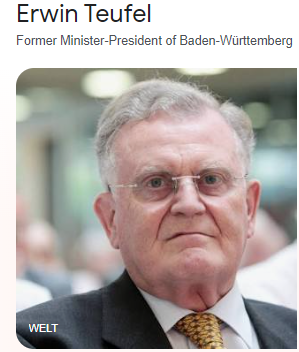 Erwin Teufel
Former Minister-President of Baden-Württemberg
WELT